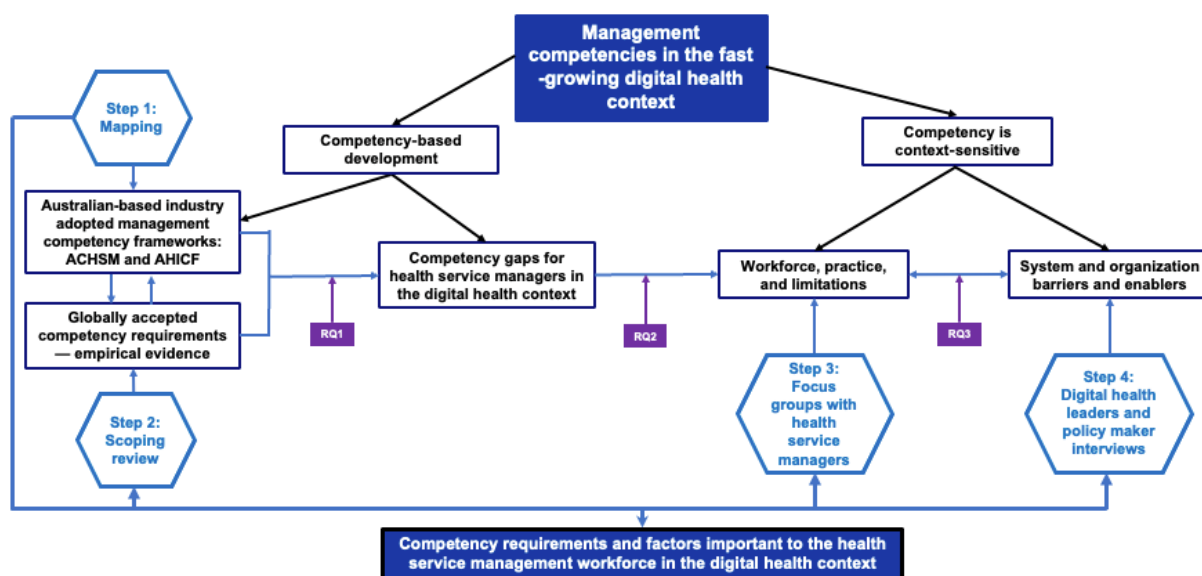 Management
competencies in the fast
-growing digital health
context
Step 1:
Mapping
Competency-based
development
Competency is
context-sensitive
Australian-based industry
adopted management
competency frameworks:
ACHSM and AHICF
Competency gaps for
health service managers in
the digital health context
Workforce, practice,
and limitations
System and organization
barriers and enablers
Globally accepted
competency requirements
— empirical evidence
RQ1
RQ2
RQ3
Step 2:
Scoping
review
Step 3:
Focus
groups with
health
service
managers
Step 4:
Digital health
leaders and
policy maker
interviews
Competency requirements and factors important to the health
service management workforce in the digital health context